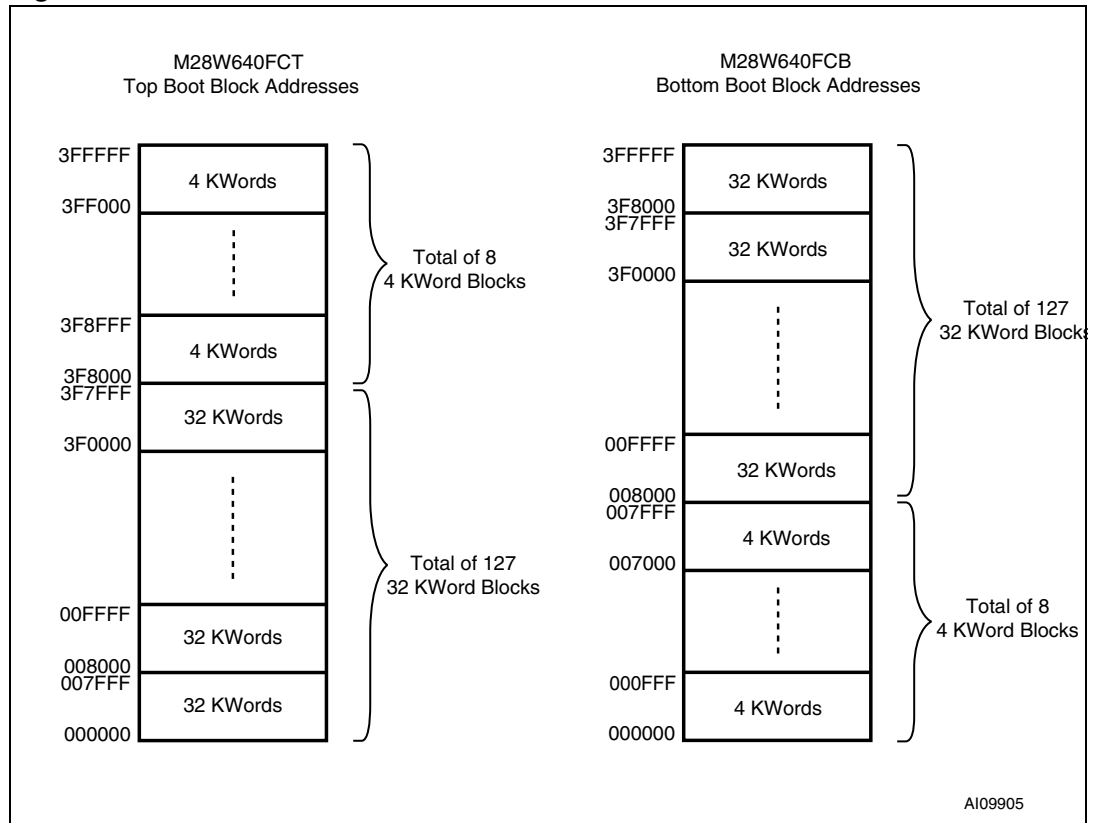 M28W640FCT
Top Boot Block Addresses
3FFFFF
4 KWords
3FF000
Total of 8
4 KWord Blocks
3F8FFF
4 KWords
3F8000
3F7FFF
32 KWords
3F0000
Total of 127
32 KWord Blocks
00FFFF
32 KWords
008000
007FFF
32 KWords
000000
M28W640FCB
Bottom Boot Block Addresses
3FFFFF
32 KWords
3F8000
3F7FFF
32 KWords
3F0000
Total of 127
32 KWord Blocks
00FFFF
32 KWords
008000
007FFF
4 KWords
007000
Total of 8
4 KWord Blocks
000FFF
4 KWords
000000
AI09905